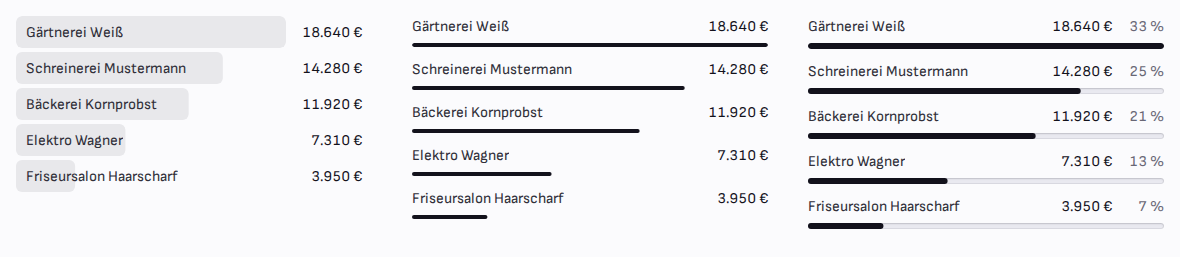 Gärtnerei Weiß 18.640 €
Schreinerei Mustermann 14.280 €
Bäckerei Kornprobst 11.920 €
Elektro Wagner 7.310 €
Friseursalon Haarscharf 3.950 €
Gärtnerei Weiß 18.640 €
Schreinerei Mustermann 14.280 €
Bäckerei Kornprobst 11.920 €
Elektro Wagner 7.310 €
Friseursalon Haarscharf 3.950 €
Gärtnerei Weiß 18.640 € 33 %
Schreinerei Mustermann 14.280 € 25 %
Bäckerei Kornprobst 11.920 € 21 %
Elektro Wagner 7.310 € 13 %
Friseursalon Haarscharf 3.950 € 7 %